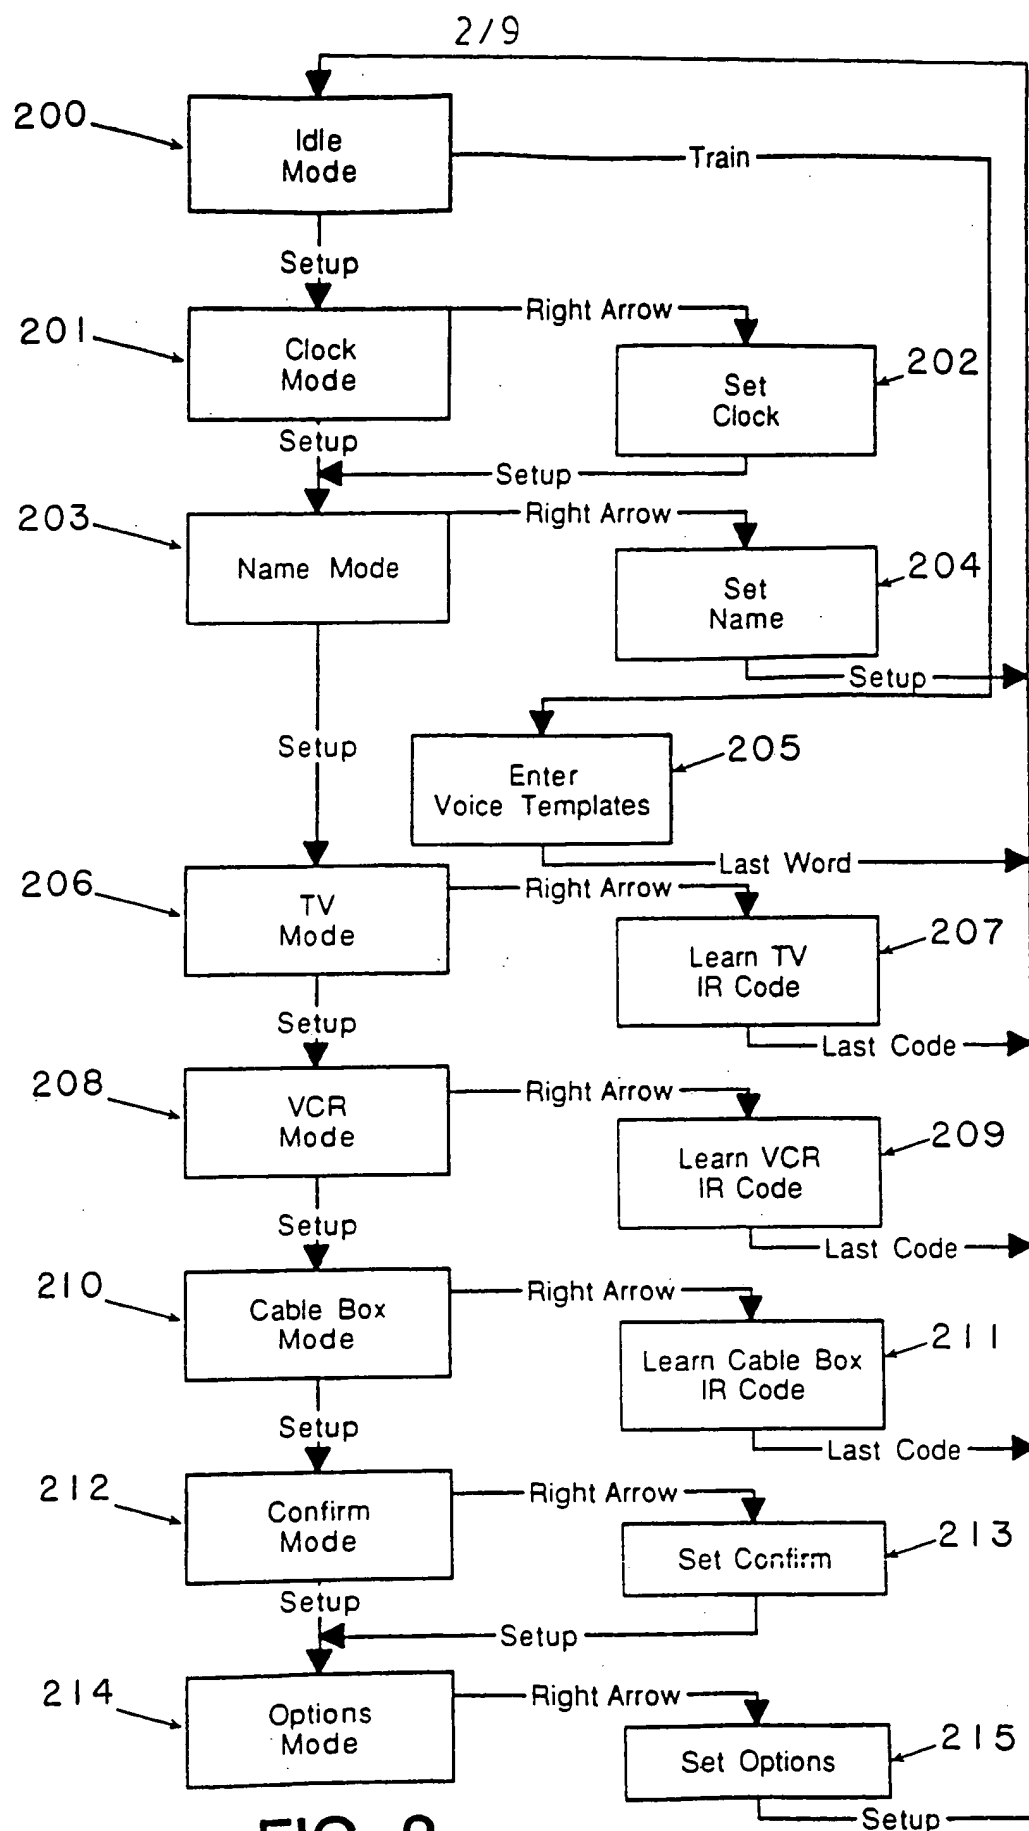 2/9
200
Idle
Mode
Train
Setup
201
Clock
Mode
Right Arrow
202
Set
Clock
Setup
Setup
203
Name Mode
Right Arrow
204
Set
Name
Setup
Setup
205
Enter
Voice Templates
Last Word
206
TV
Mode
Right Arrow
207
Learn TV
IR Code
Last Code
Setup
208
VCR
Mode
Right Arrow
209
Learn VCR
IR Code
Last Code
Setup
210
Cable Box
Mode
Right Arrow
211
Learn Cable Box
IR Code
Last Code
Setup
212
Confirm
Mode
Right Arrow
213
Set Confirm
Setup
Setup
214
Options
Mode
Right Arrow
215
Set Options
Setup
FIG